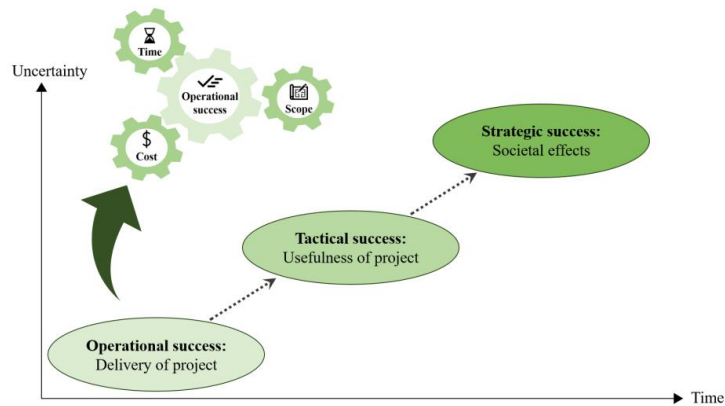 Time
Uncertainty
Operational
success
Scope
$
Cost
Strategic success:
Societal effects
Tactical success:
Usefulness of project
Operational success:
Delivery of project
Time